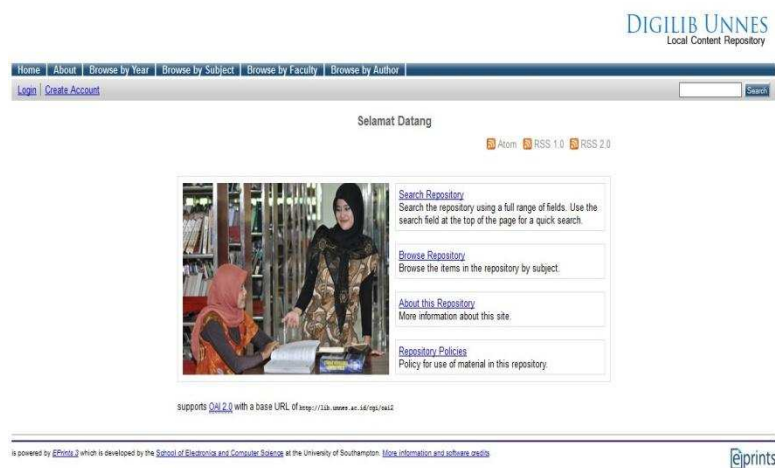 DIGILIB UNNES
Local Content Repository
Home | About | Browse by Year | Browse by Subject | Browse by Faculty | Browse by Author |
Login | Create Account
Search
Selamat Datang
Atom RSS 1.0 RSS 2.0
Search Repository
Search the repository using a full range of fields. Use the
search field at the top of the page for a quick search.
Browse Repository
Browse the items in the repository by subject.
About this Repository
More information about this site.
Repository Policies
Policy for use of material in this repository.
supports OAI 2.0 with a base URL of http://lib.unnes.ac.id/cgi/oai2
is powered by EPrints 3 which is developed by the School of Electronics and Computer Science at the University of Southampton. More information and software credits
eprints